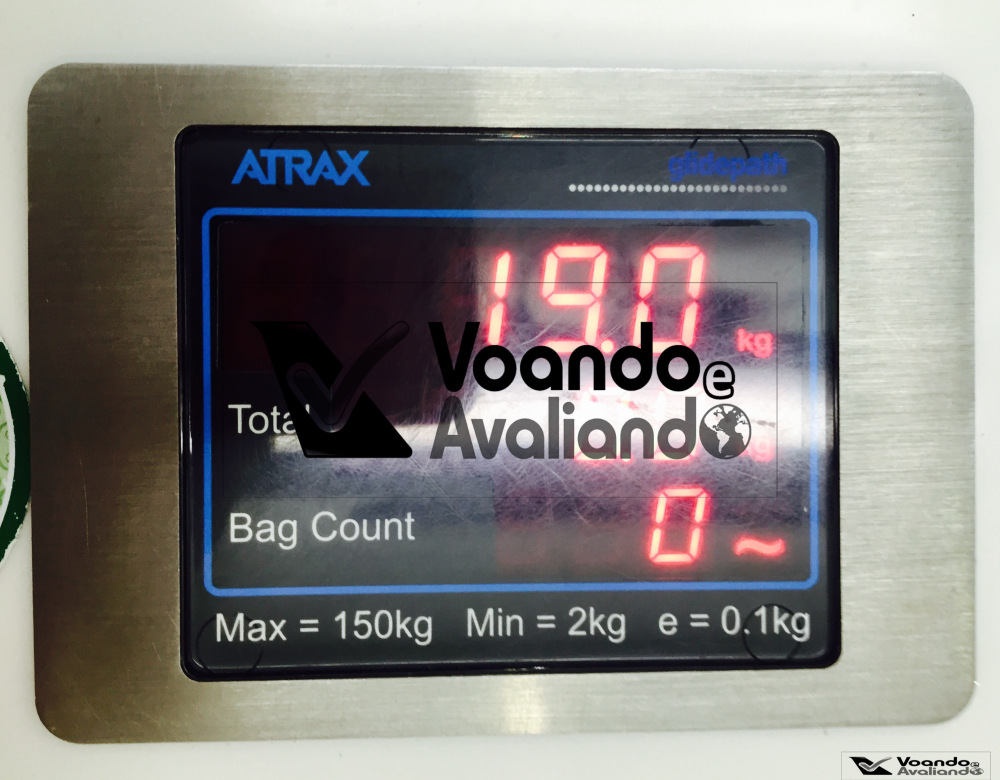 ATRAX
glidepath
19.0 kg
Voando e
Total
Avaliando
Bag Count 0 ~
Max = 150kg Min = 2kg e = 0.1kg
Voando e
Avaliando